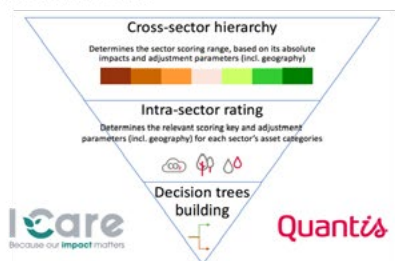 Cross-sector hierarchy
Determines the sector scoring range, based on its absolute
impacts and adjustment parameters (incl. geography)
Intra-sector rating
Determines the relevant scoring key and adjustment
parameters (incl. geography) for each sector's asset categories
CO₂
Decision trees
building
I Care
Because our impact matters
Quantis